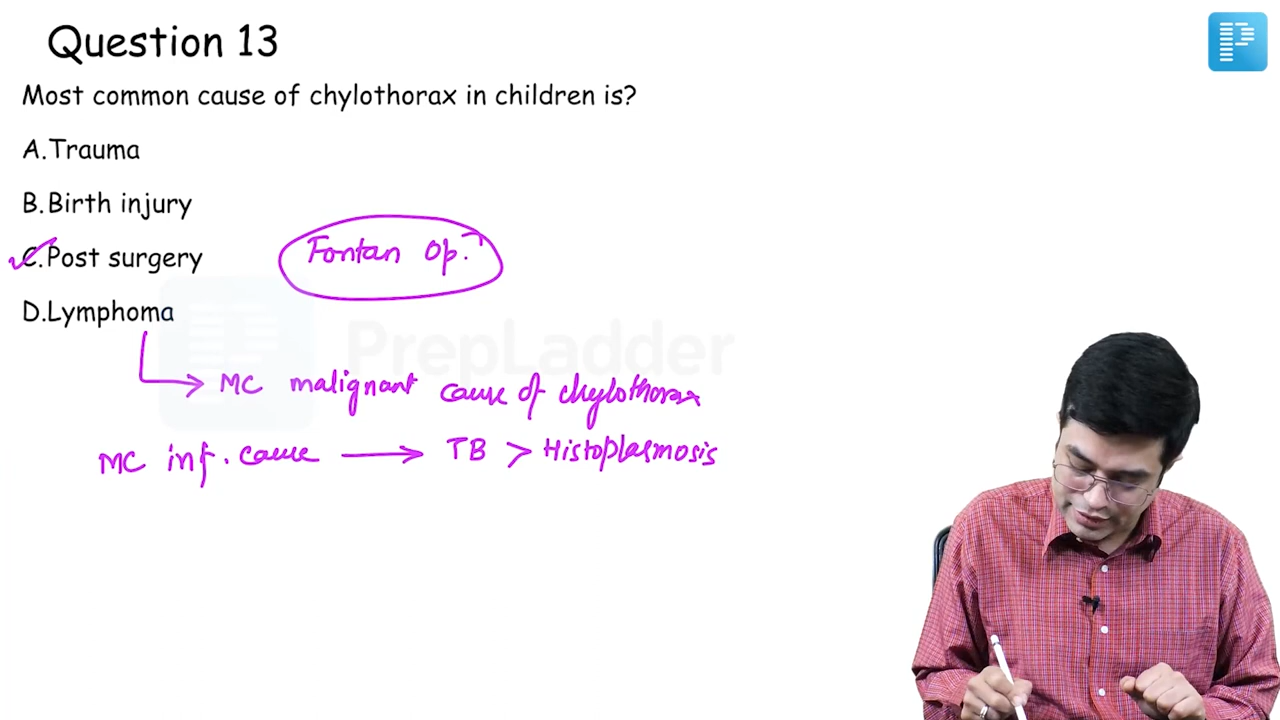 Question 13
Most common cause of chylothorax in children is?
A.Trauma
B.Birth injury
C.Post surgery
Fontan Op.
D.Lymphoma
PrepLadder
MC malignant cause of chylothorax
MC inf. cause → TB > Histoplasmosis